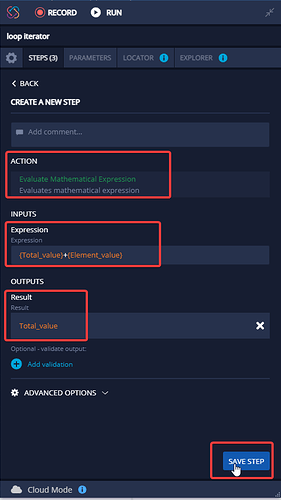 RECORD RUN
loop iterator
STEPS (3) PARAMETERS LOCATOR EXPLORER
BACK
CREATE A NEW STEP
Add comment...
ACTION
Evaluate Mathematical Expression
Evaluates mathematical expression
INPUTS
Expression
Expression
{Total_value}+{Element_value}
OUTPUTS
Result
Result
Total_value
Optional - validate output:
Add validation
ADVANCED OPTIONS
SAVE STEP
Cloud Mode